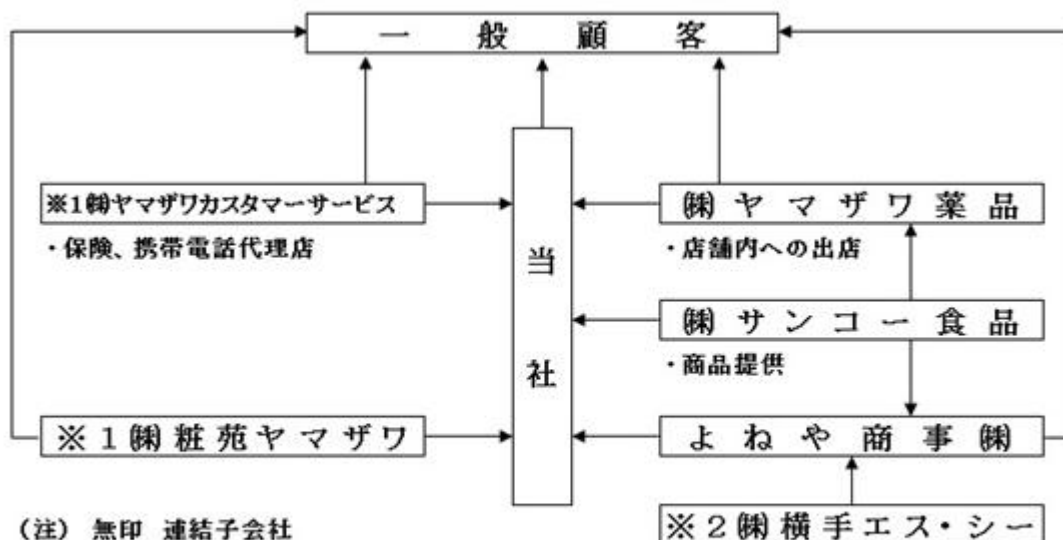 一般顧客
※1㈱ヤマザワカスタマーサービス
・保険、携帯電話代理店
※1㈱粧苑ヤマザワ
当社
㈱ヤマザワ薬品
・店舗内への出店
㈱サンコー食品
・商品提供
よねや商事㈱
※2㈱横手エス・シー
(注) 無印 連結子会社